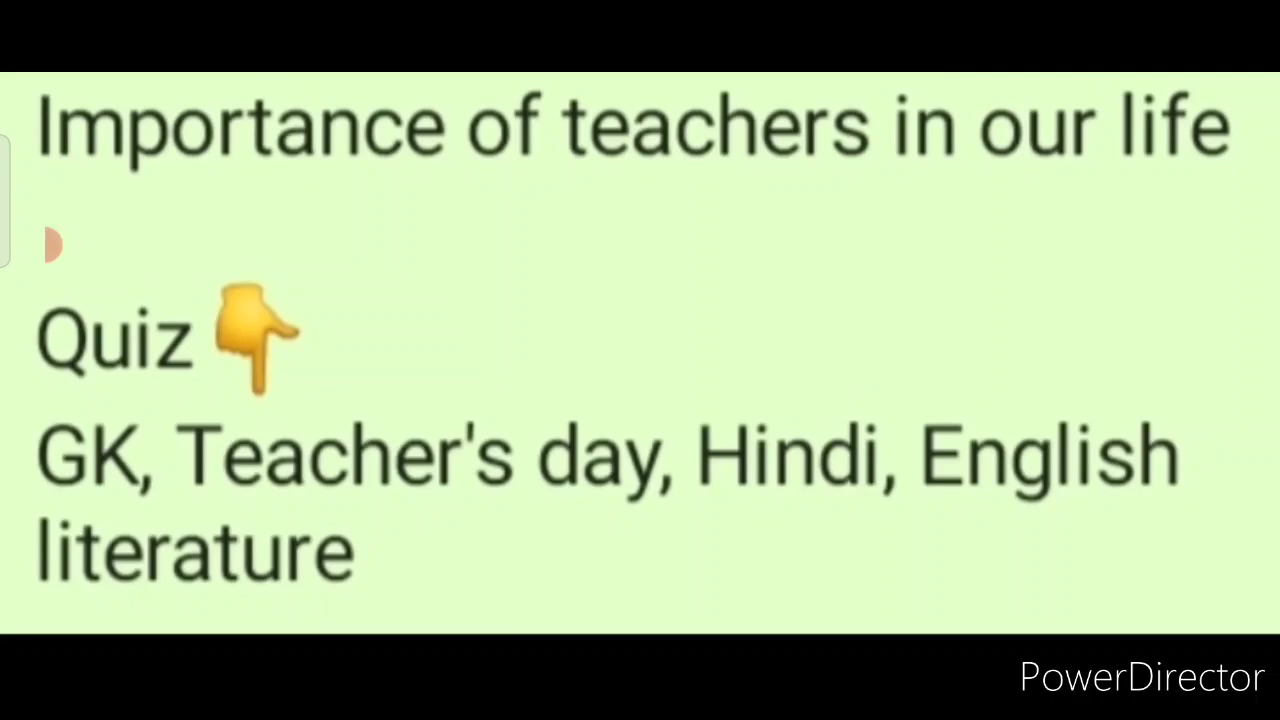 Importance of teachers in our life
Quiz👇
GK, Teacher's day, Hindi, English
literature
PowerDirector